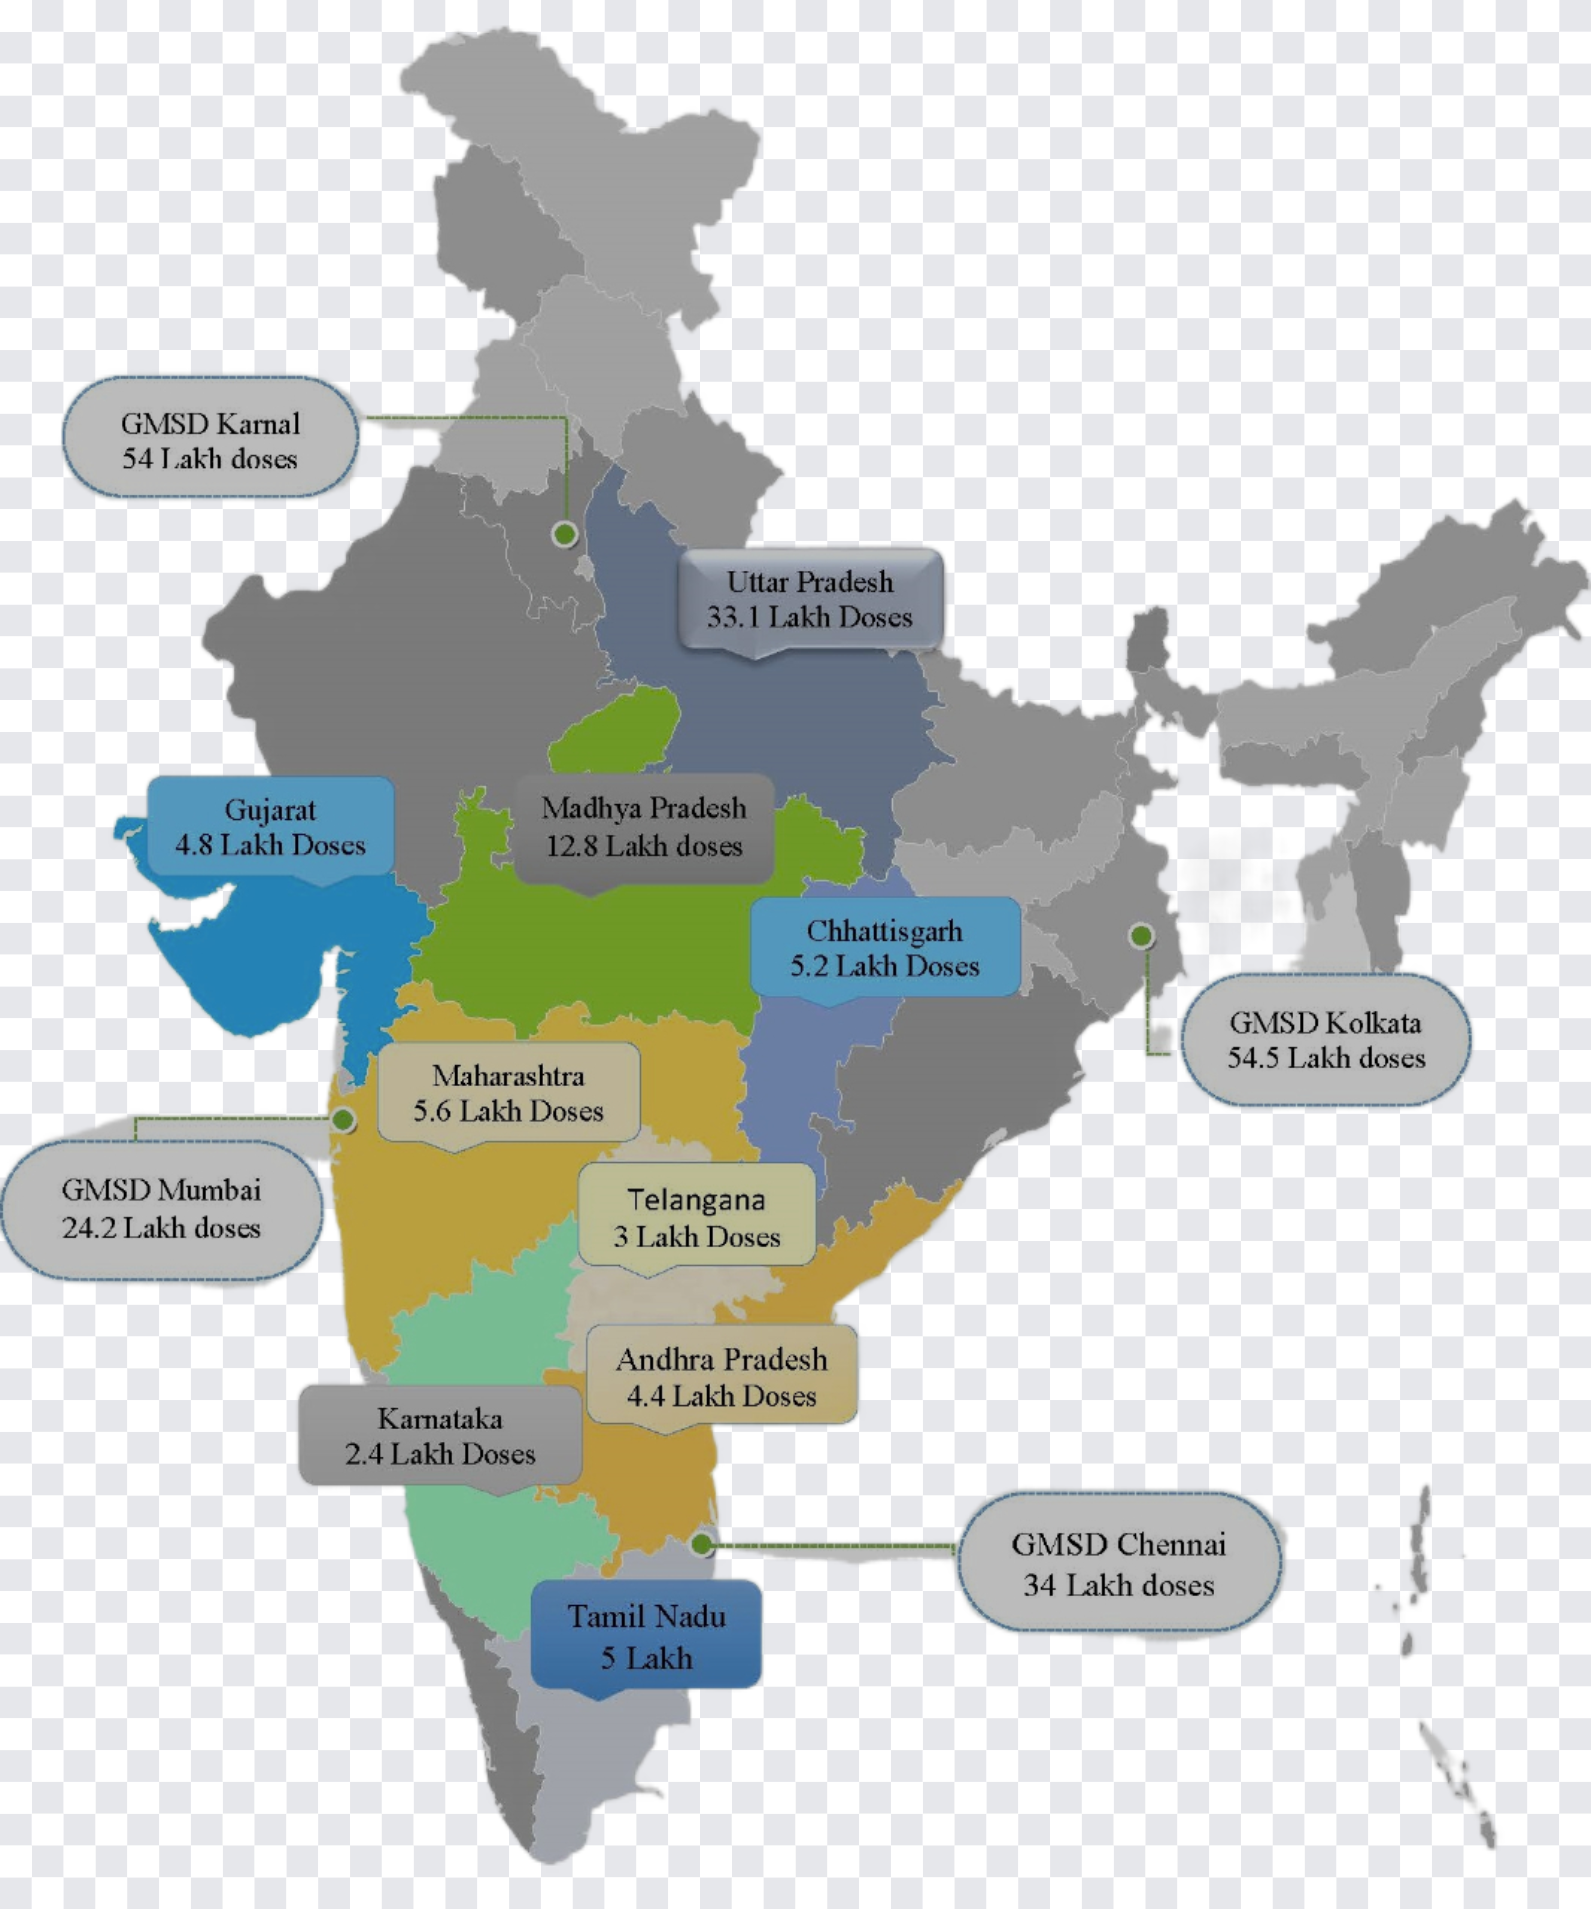 GMSD Karnal
54 Lakh doses
Uttar Pradesh
33.1 Lakh Doses
Gujarat
4.8 Lakh Doses
Madhya Pradesh
12.8 Lakh doses
Chhattisgarh
5.2 Lakh Doses
GMSD Kolkata
54.5 Lakh doses
Maharashtra
5.6 Lakh Doses
GMSD Mumbai
24.2 Lakh doses
Telangana
3 Lakh Doses
Andhra Pradesh
4.4 Lakh Doses
Karnataka
2.4 Lakh Doses
GMSD Chennai
34 Lakh doses
Tamil Nadu
5 Lakh